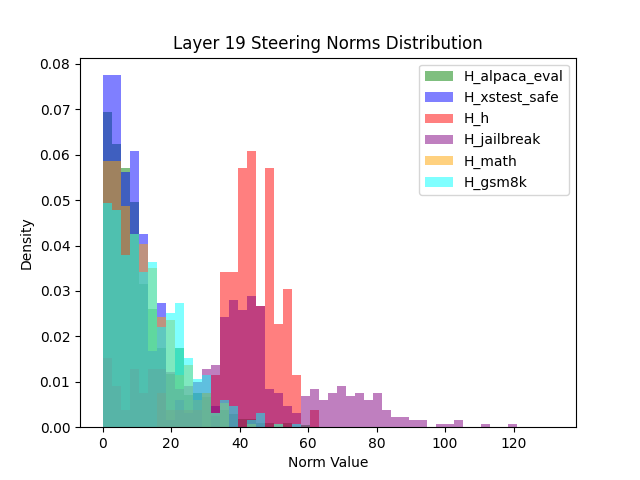 Layer 19 Steering Norms Distribution
H_alpaca_eval
H_xstest_safe
H_h
H_jailbreak
H_math
H_gsm8k
0.08
0.07
0.06
0.05
0.04
0.03
0.02
0.01
0.00
Density
0 20 40 60 80 100 120
Norm Value